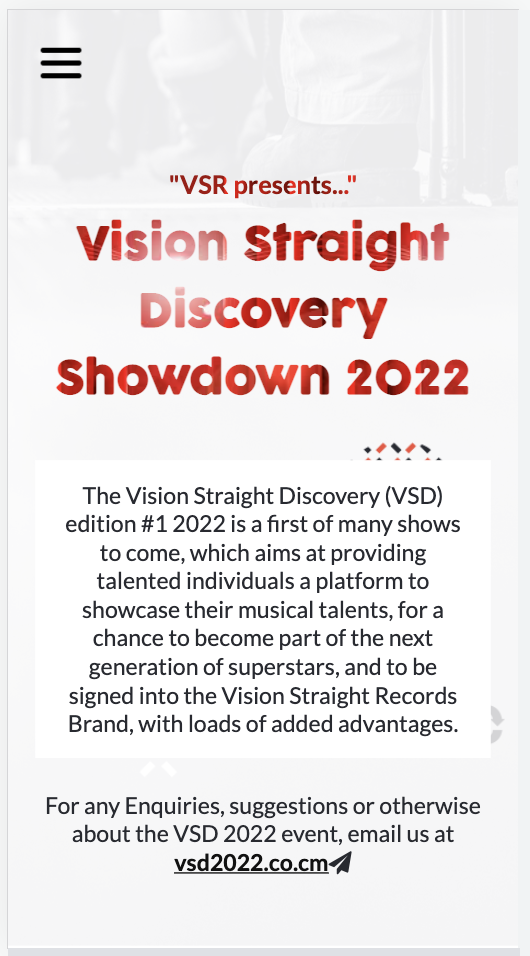 "VSR presents..."
Vision Straight
Discovery
Showdown 2022
The Vision Straight Discovery (VSD)
edition #1 2022 is a first of many shows
to come, which aims at providing
talented individuals a platform to
showcase their musical talents, for a
chance to become part of the next
generation of superstars, and to be
signed into the Vision Straight Records
Brand, with loads of added advantages.
For any Enquiries, suggestions or otherwise
about the VSD 2022 event, email us at
vsd2022.co.cm